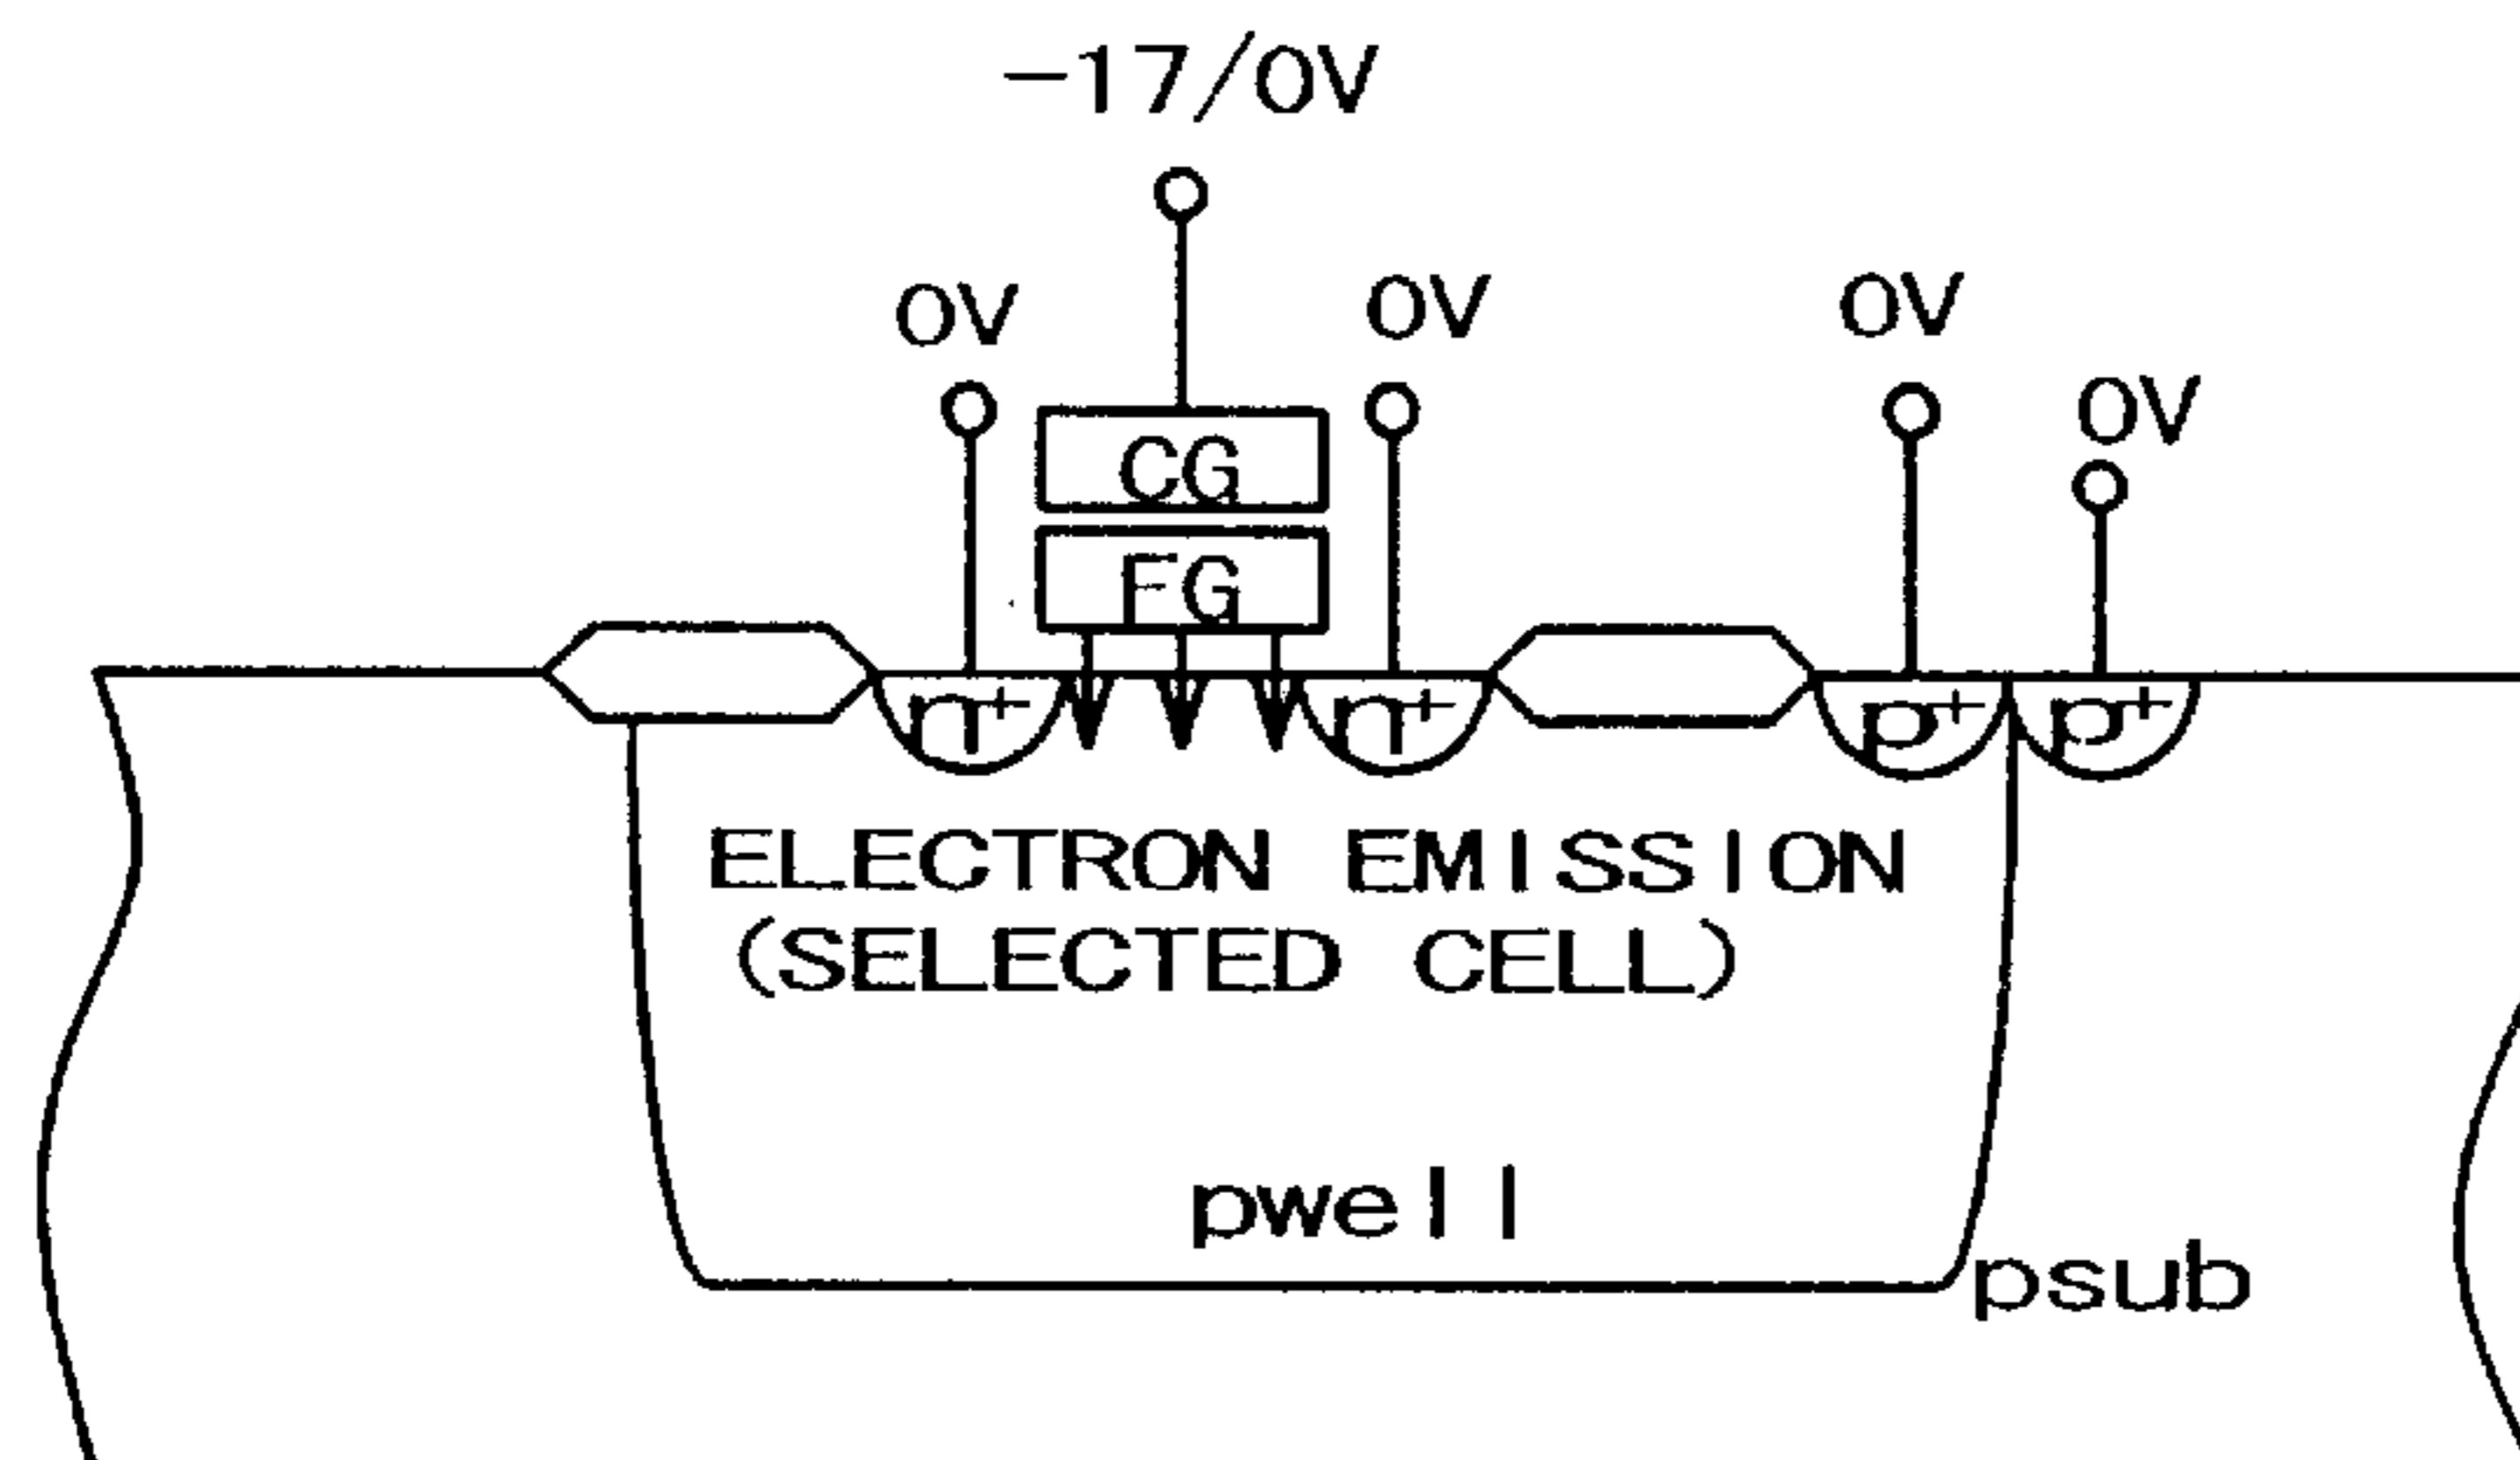 -17/0V
0V
0V
0V
0V
CG
FG
n+
n+
p+
p+
ELECTRON EMISSION
(SELECTED CELL)
pwell
psub